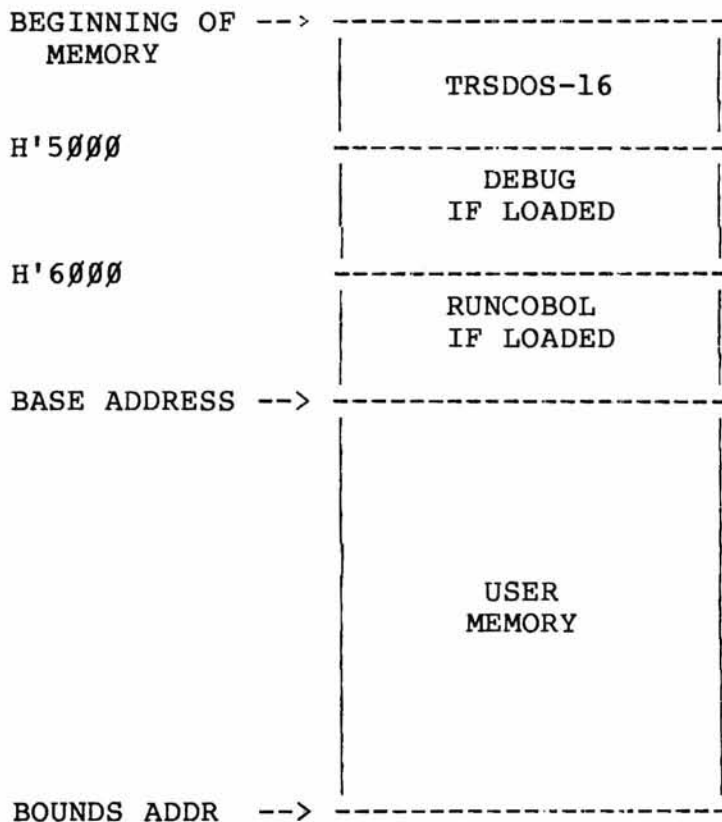 BEGINNING OF -->
MEMORY
TRSDOS-16
H'5ØØØ
DEBUG
IF LOADED
H'6ØØØ
RUNCOBOL
IF LOADED
BASE ADDRESS -->
USER
MEMORY
BOUNDS ADDR -->